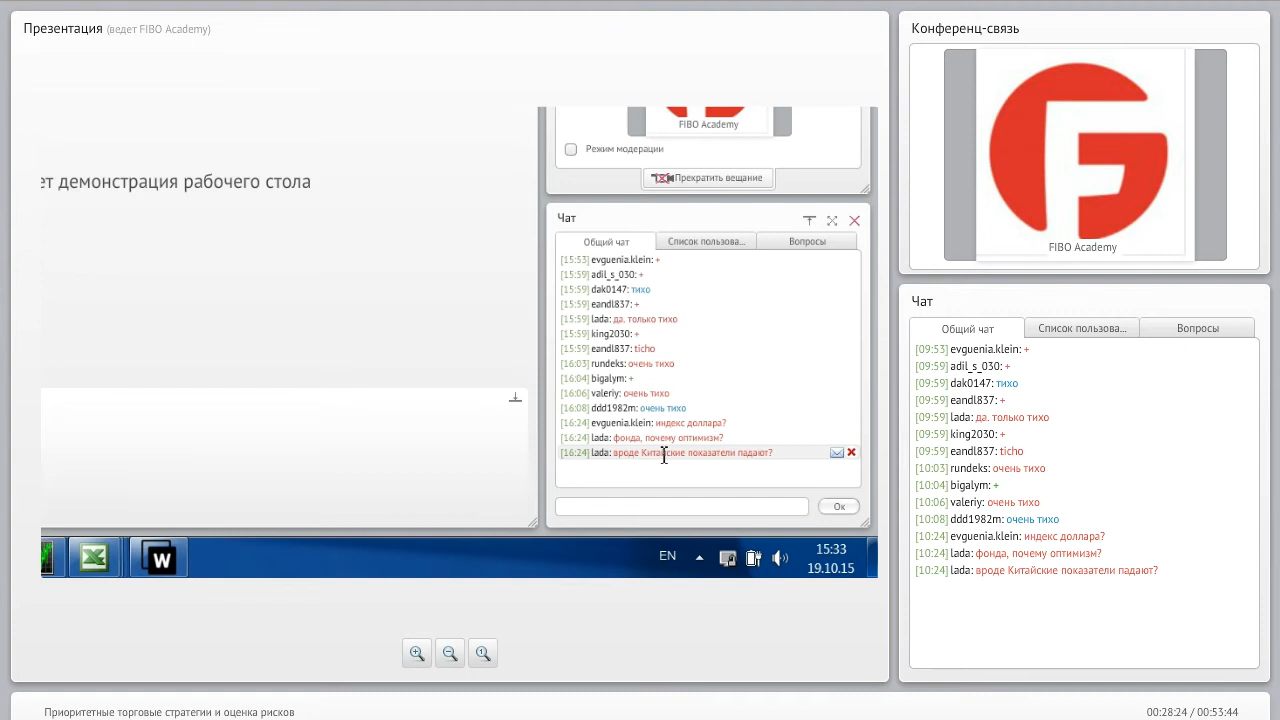 Презентация (ведет FIBO Academy)
ет демонстрация рабочего стола
FIBO Academy
Режим модерации
Прекратить вещание
Чат
Общий чат
Список пользова...
Вопросы
[15:53] evguenia.klein: +
[15:59] adil_s_030: +
[15:59] dak0147: тихо
[15:59] eandl837: +
[15:59] lada: да. только тихо
[15:59] king2030: +
[15:59] eandl837: ticho
[16:03] rundeks: очень тихо
[16:04] bigalym: +
[16:06] valeriy: очень тихо
[16:08] ddd1982m: очень тихо
[16:24] evguenia.klein: индекс доллара?
[16:24] lada: фонда, почему оптимизм?
[16:24] lada: вроде Китайские показатели падают?
Ок
W
EN
15:33
19.10.15
Конференц-связь
FIBO Academy
Чат
Общий чат
Список пользова...
Вопросы
[09:53] evguenia.klein: +
[09:59] adil_s_030: +
[09:59] dak0147: тихо
[09:59] eandl837: +
[09:59] lada: да. только тихо
[09:59] king2030: +
[09:59] eandl837: ticho
[10:03] rundeks: очень тихо
[10:04] bigalym: +
[10:06] valeriy: очень тихо
[10:08] ddd1982m: очень тихо
[10:24] evguenia.klein: индекс доллара?
[10:24] lada: фонда, почему оптимизм?
[10:24] lada: вроде Китайские показатели падают?
Приоритетные торговые стратегии и оценка рисков
00:28:24 / 00:53:44